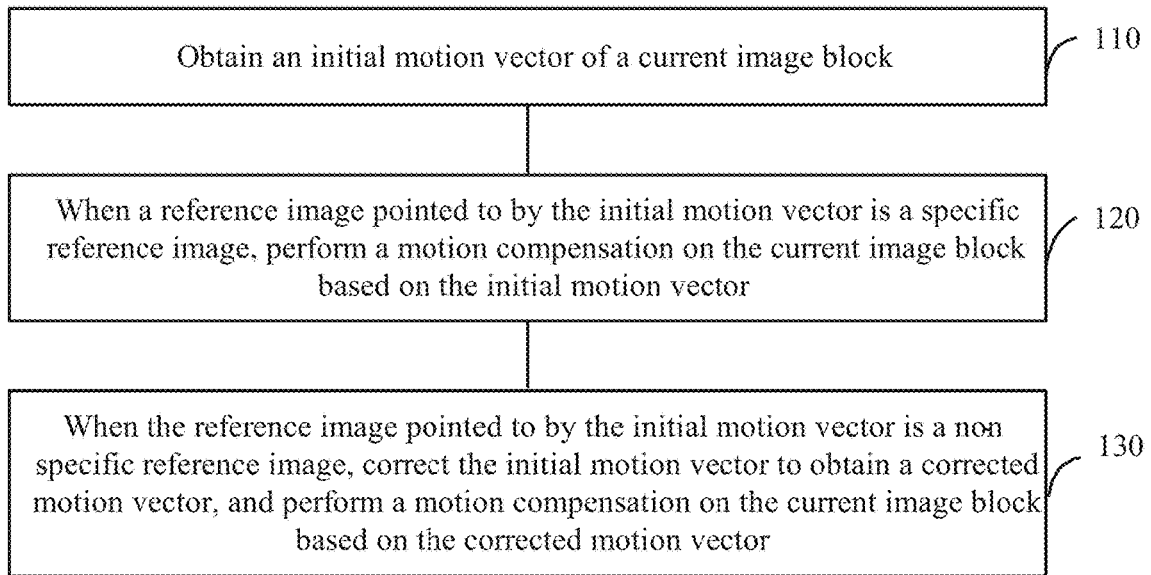 Obtain an initial motion vector of a current image block
110
When a reference image pointed to by the initial motion vector is a specific
reference image, perform a motion compensation on the current image block
based on the initial motion vector
120
When the reference image pointed to by the initial motion vector is a non
specific reference image, correct the initial motion vector to obtain a corrected
motion vector, and perform a motion compensation on the current image block
based on the corrected motion vector
130